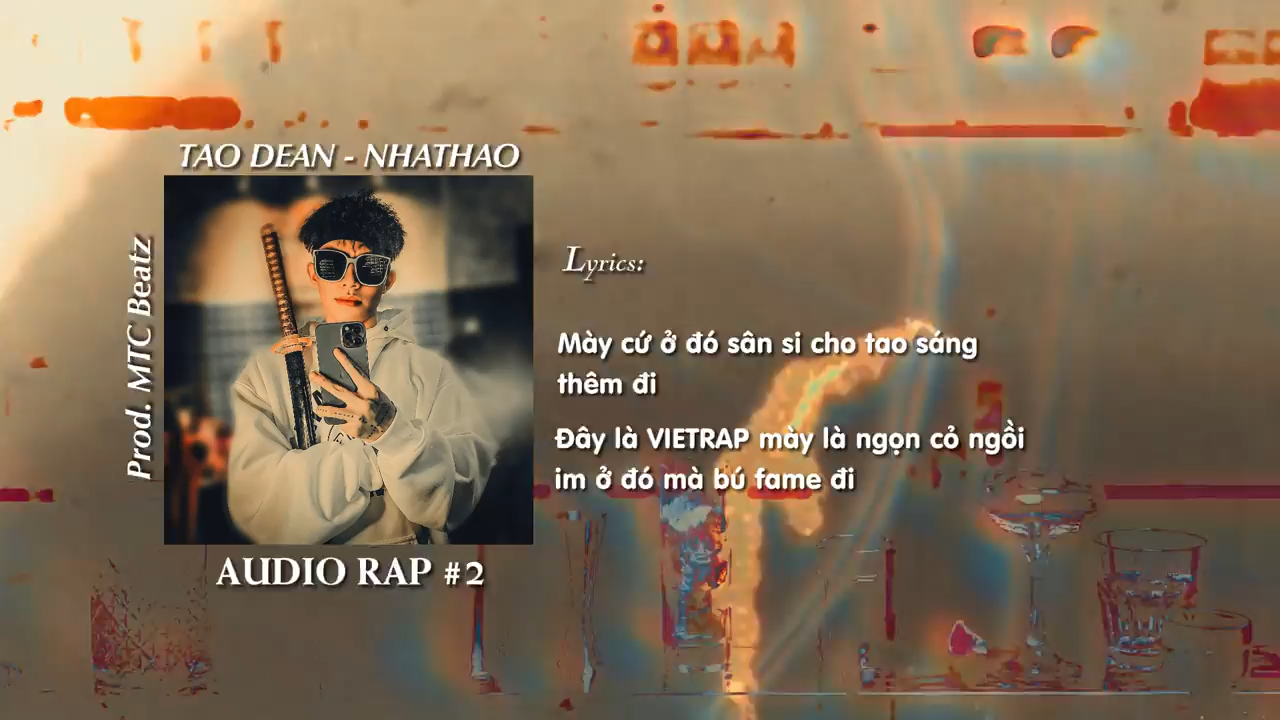 TAO DEAN - NHATHAO
Prod. MTC Beatz
Lyrics:
Mày cứ ở đó sân si cho tao sáng
thêm đi
Đây là VIETRAP mày là ngọn cỏ ngồi
im ở đó mà bú fame đi
AUDIO RAP #2